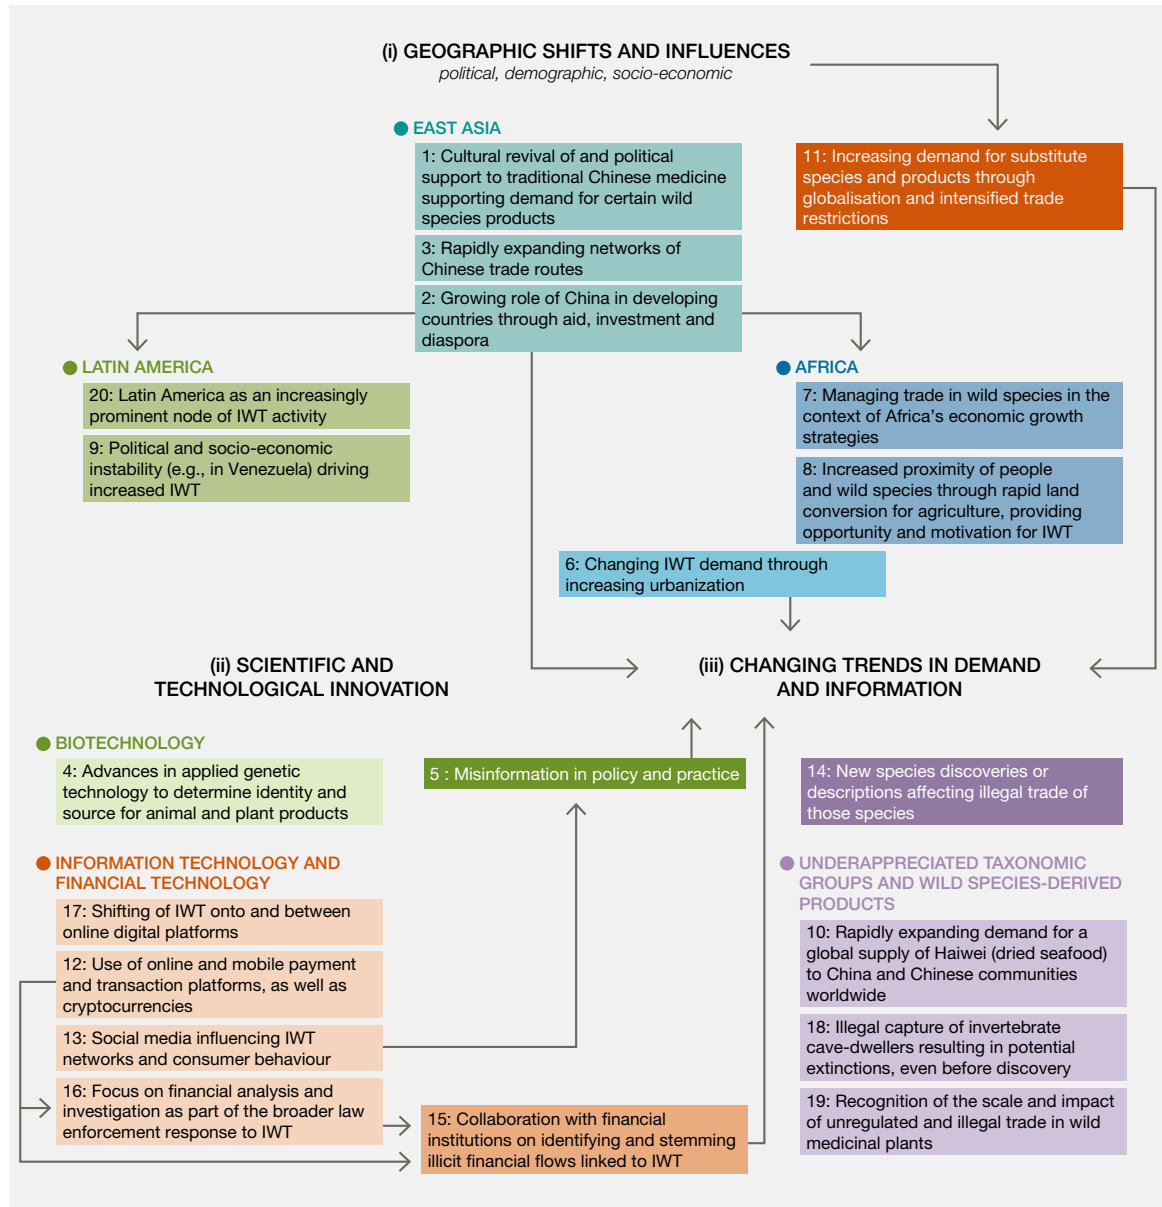 (i) GEOGRAPHIC SHIFTS AND INFLUENCES
political, demographic, socio-economic
EAST ASIA
1: Cultural revival of and political
support to traditional Chinese medicine
supporting demand for certain wild
species products
3: Rapidly expanding networks of
Chinese trade routes
2: Growing role of China in developing
countries through aid, investment and
diaspora
11: Increasing demand for substitute
species and products through
globalisation and intensified trade
restrictions
LATIN AMERICA
20: Latin America as an increasingly
prominent node of IWT activity
9: Political and socio-economic
instability (e.g., in Venezuela) driving
increased IWT
AFRICA
7: Managing trade in wild species in the
context of Africa's economic growth
strategies
8: Increased proximity of people
and wild species through rapid land
conversion for agriculture, providing
opportunity and motivation for IWT
6: Changing IWT demand through
increasing urbanization
(ii) SCIENTIFIC AND
TECHNOLOGICAL INNOVATION
(iii) CHANGING TRENDS IN DEMAND
AND INFORMATION
BIOTECHNOLOGY
4: Advances in applied genetic
technology to determine identity and
source for animal and plant products
5 : Misinformation in policy and practice
14: New species discoveries or
descriptions affecting illegal trade of
those species
INFORMATION TECHNOLOGY AND
FINANCIAL TECHNOLOGY
17: Shifting of IWT onto and between
online digital platforms
12: Use of online and mobile payment
and transaction platforms, as well as
cryptocurrencies
13: Social media influencing IWT
networks and consumer behaviour
16: Focus on financial analysis and
investigation as part of the broader law
enforcement response to IWT
15: Collaboration with financial
institutions on identifying and stemming
illicit financial flows linked to IWT
UNDERAPPRECIATED TAXONOMIC
GROUPS AND WILD SPECIES-DERIVED
PRODUCTS
10: Rapidly expanding demand for a
global supply of Haiwei (dried seafood)
to China and Chinese communities
worldwide
18: Illegal capture of invertebrate
cave-dwellers resulting in potential
extinctions, even before discovery
19: Recognition of the scale and impact
of unregulated and illegal trade in wild
medicinal plants